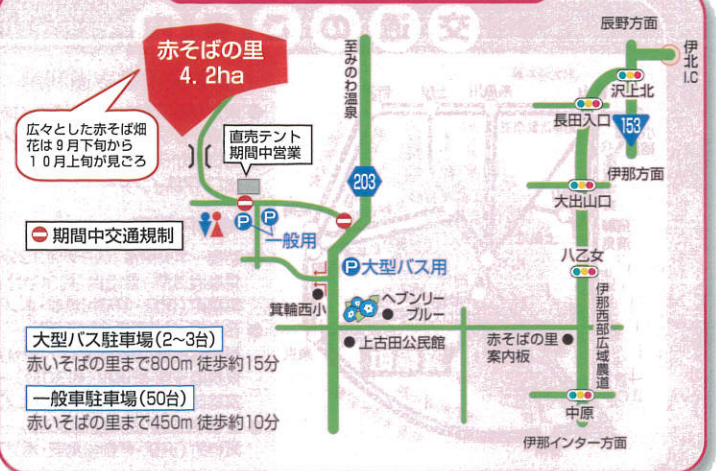 赤そばの里
4. 2ha
広々とした赤そば畑
花は9月下旬から
10月上旬が見ごろ
直売テント
期間中営業
至みのわ温泉
203
期間中交通規制
P
P
一般用
P大型バス用
箕輪西小
ヘブンリー
ブルー
上古田公民館
大型バス駐車場(2~3台)
赤いそばの里まで800m 徒歩約15分
一般車駐車場(50台)
赤いそばの里まで450m 徒歩約10分
辰野方面
伊北
I.C
沢上北
長田入口
153
伊那方面
大出山口
八乙女
伊那西部広域農道
赤そばの里
案内板
中原
伊那インター方面